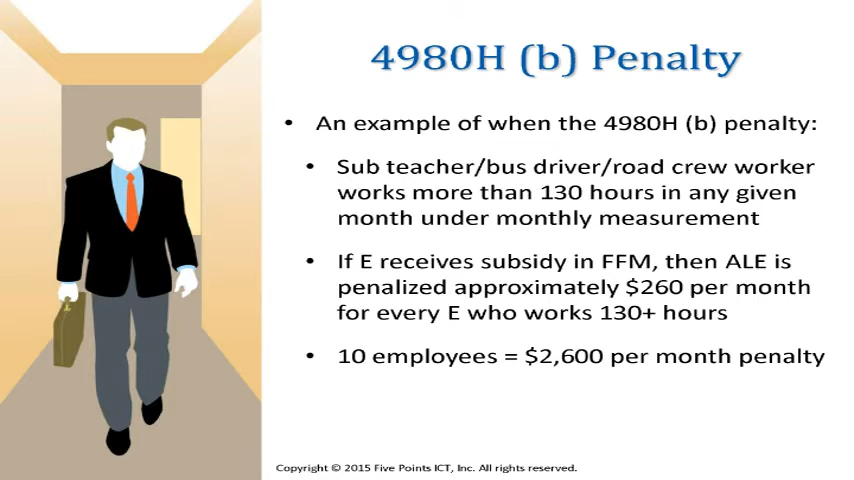 4980H (b) Penalty
• An example of when the 4980H (b) penalty:
• Sub teacher/bus driver/road crew worker
works more than 130 hours in any given
month under monthly measurement
• If E receives subsidy in FFM, then ALE is
penalized approximately $260 per month
for every E who works 130+ hours
• 10 employees = $2,600 per month penalty
Copyright © 2015 Five Points ICT, Inc. All rights reserved.